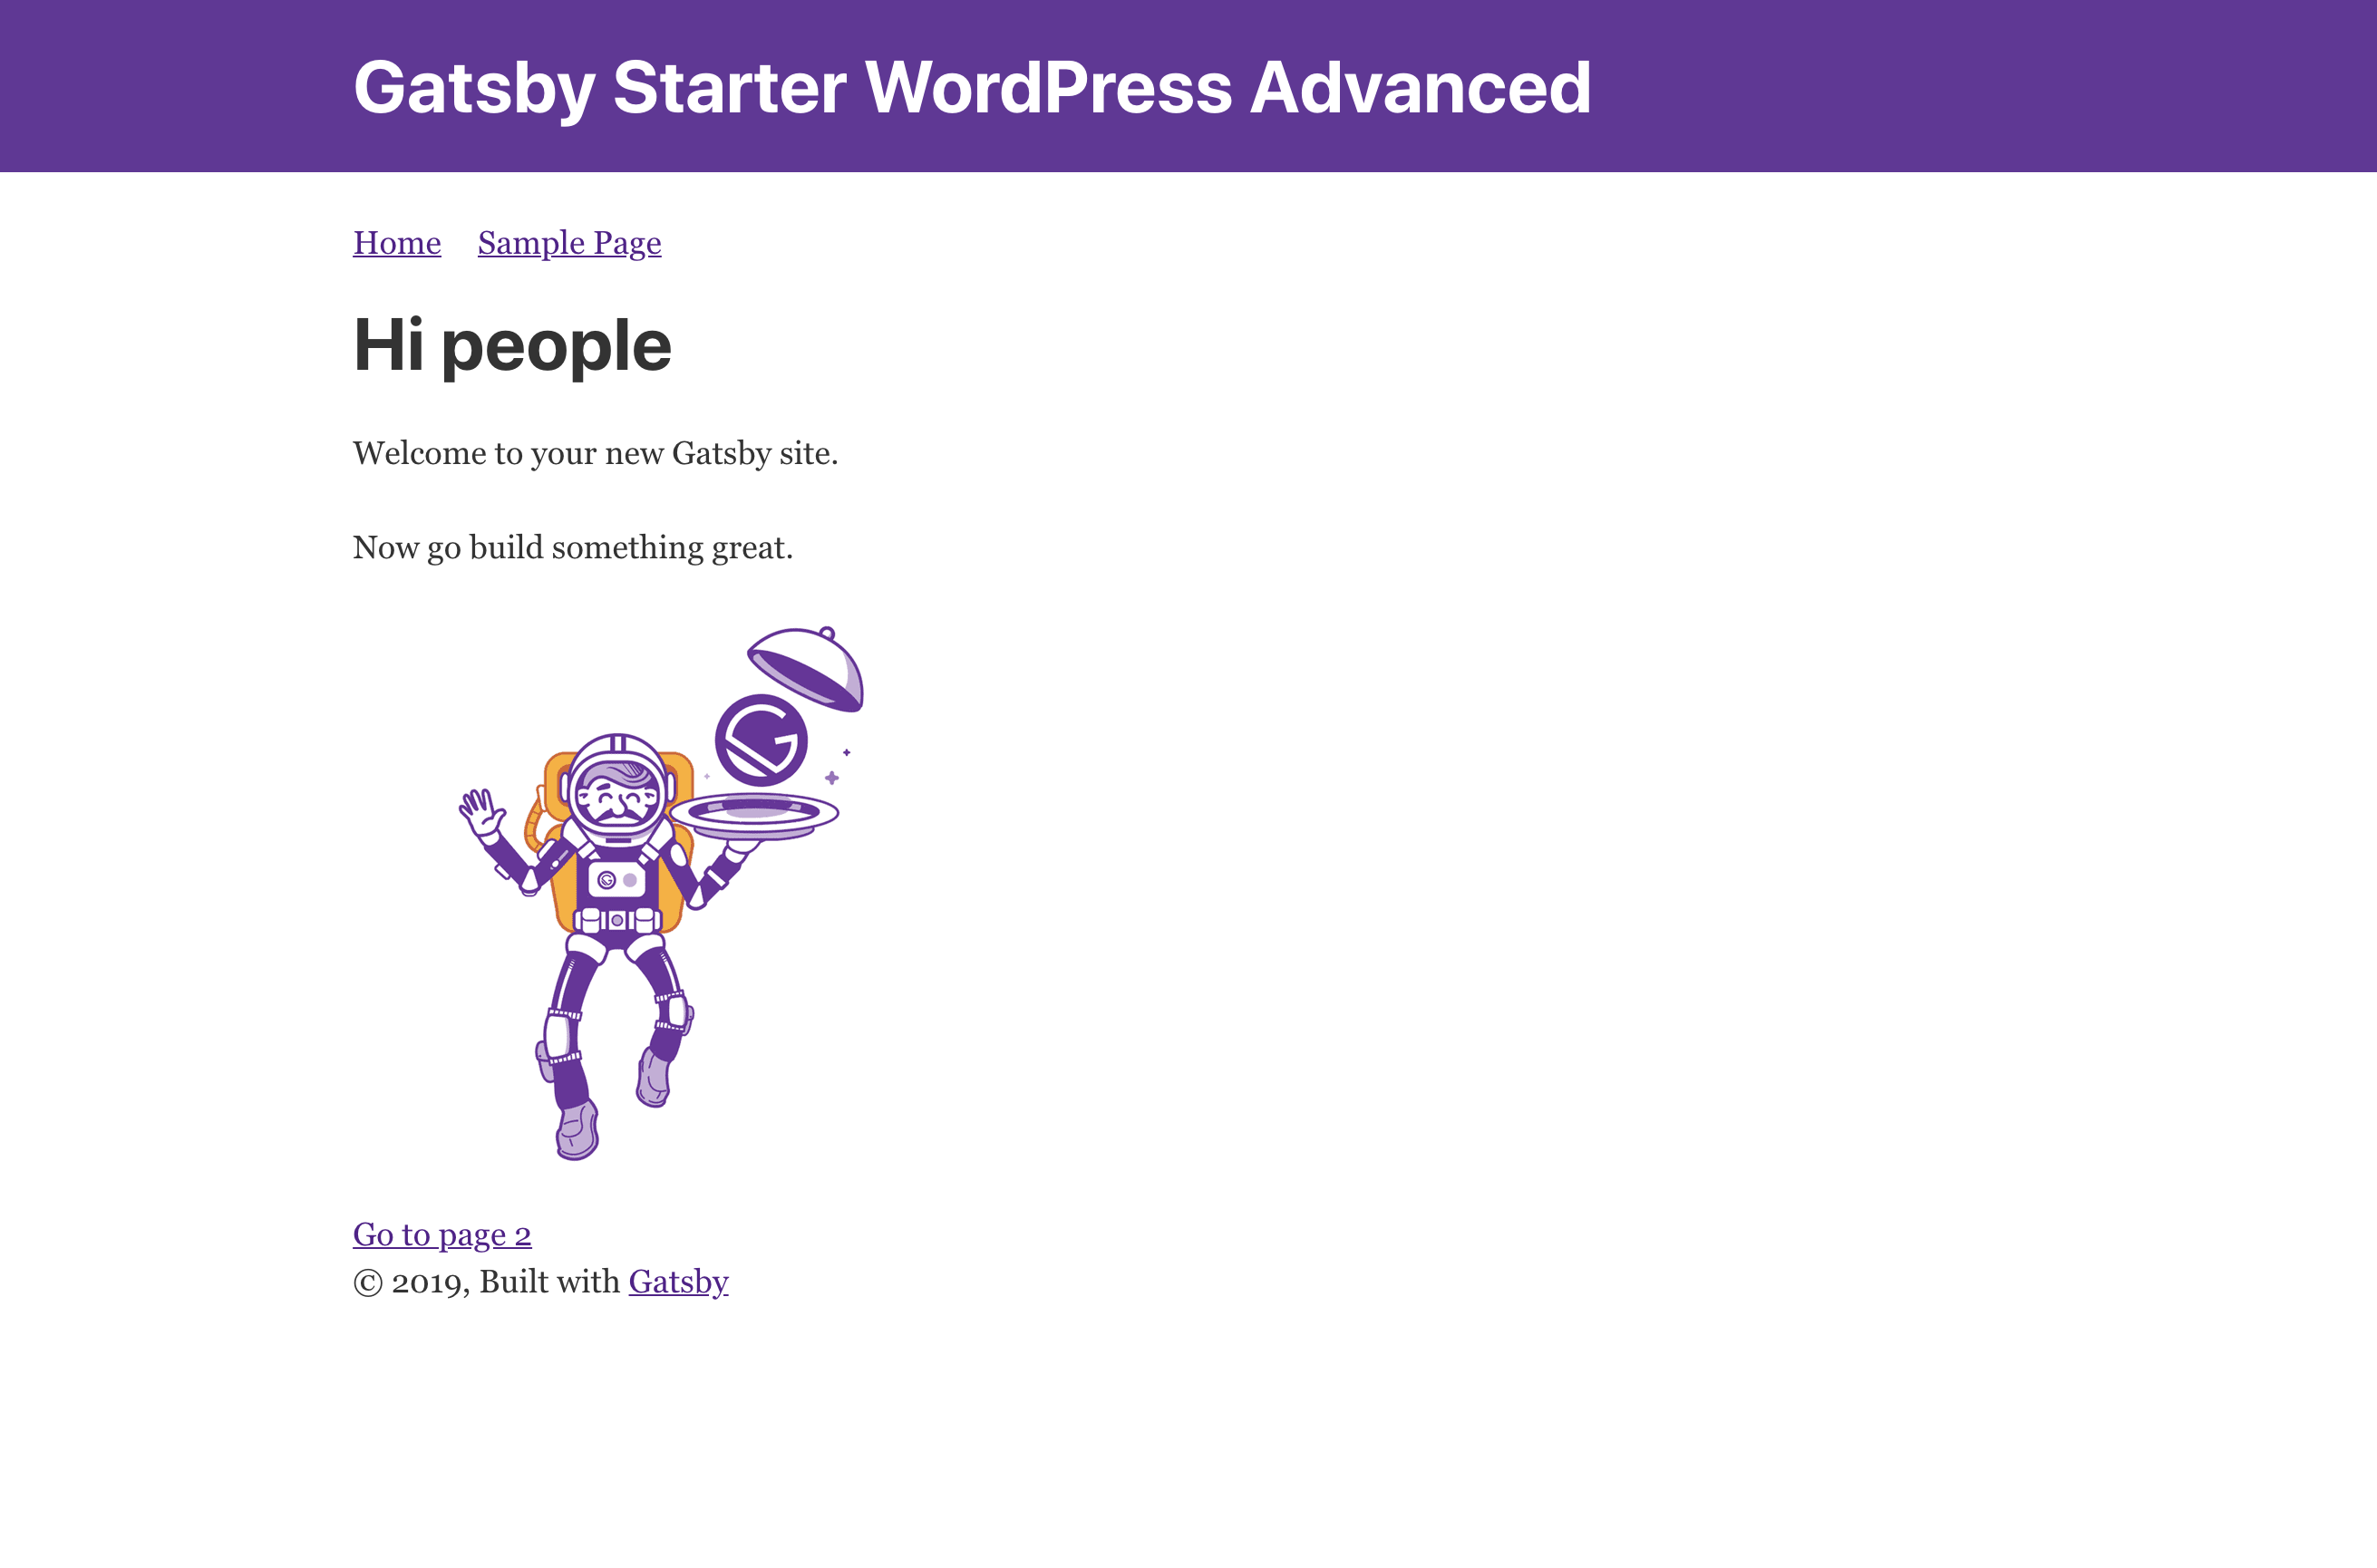 Gatsby Starter WordPress Advanced
Home Sample Page
Hi people
Welcome to your new Gatsby site.
Now go build something great.
Go to page 2
© 2019, Built with Gatsby